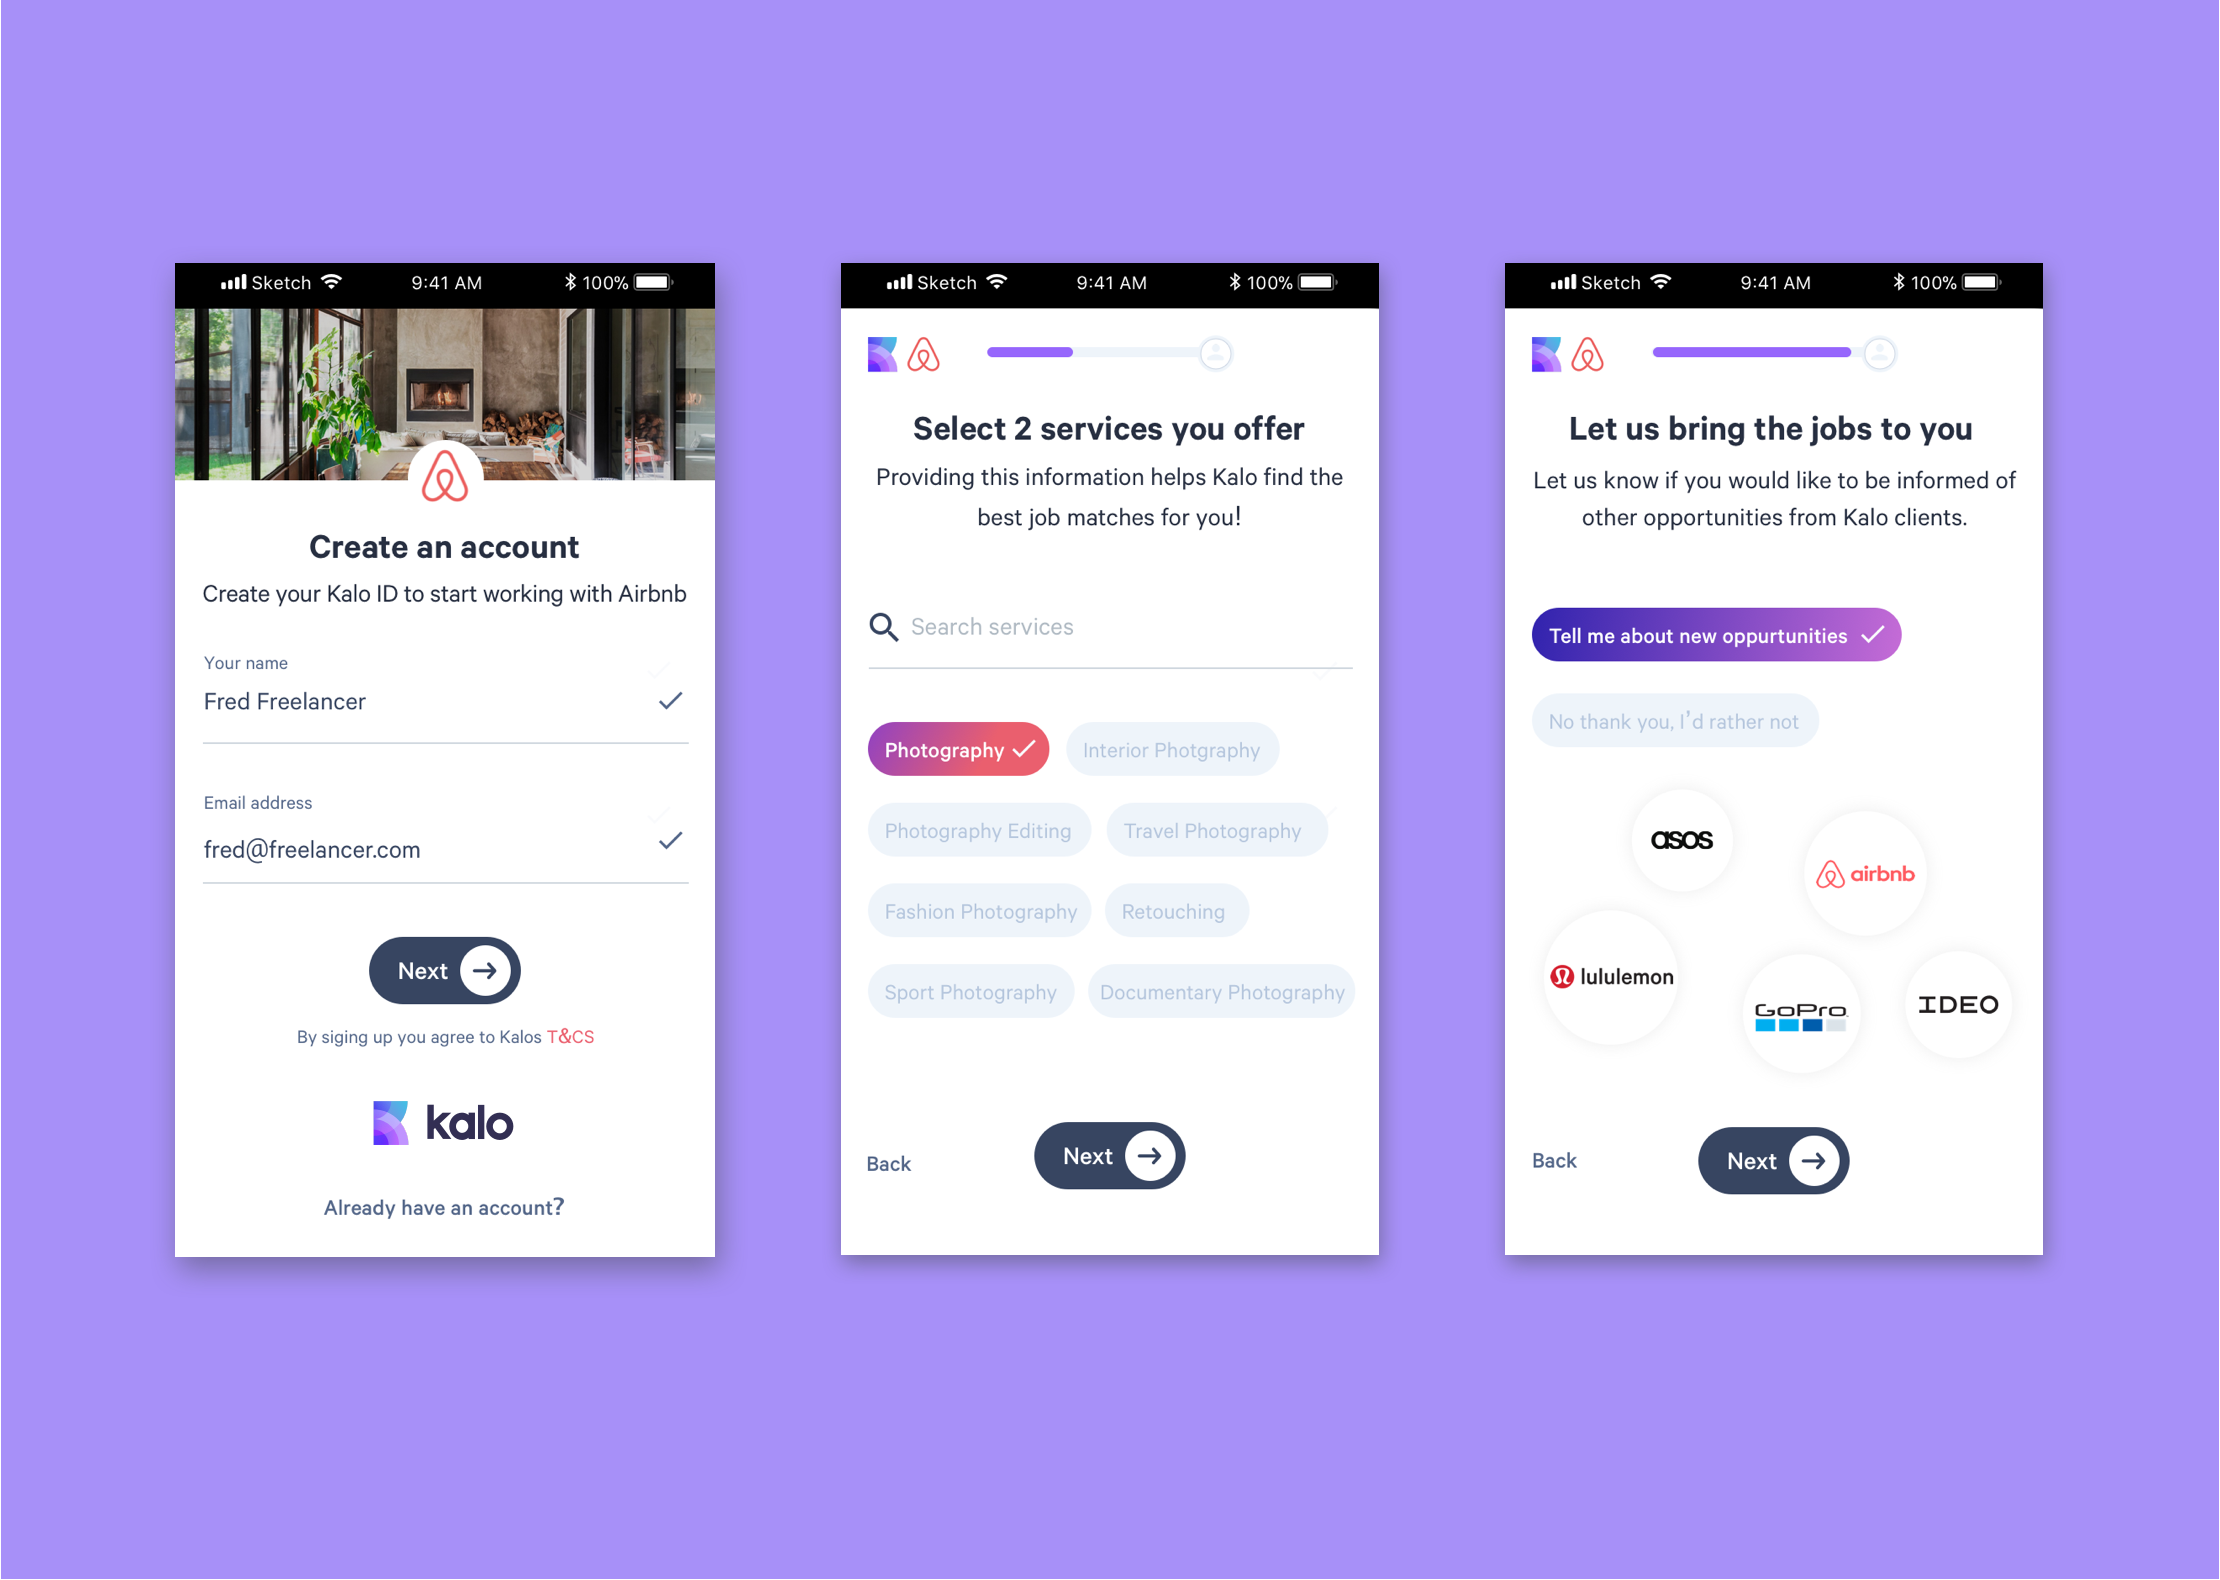 Sketch 9:41 AM 100%
Create an account
Create your Kalo ID to start working with Airbnb
Your name
Fred Freelancer
Email address
fred@freelancer.com
Next
By siging up you agree to Kalos T&CS
kalo
Already have an account?
Sketch 9:41 AM 100%
Select 2 services you offer
Providing this information helps Kalo find the
best job matches for you!
Search services
Photography
Interior Photgraphy
Photography Editing
Travel Photography
Fashion Photography
Retouching
Sport Photography
Documentary Photography
Back
Next
Sketch 9:41 AM 100%
Let us bring the jobs to you
Let us know if you would like to be informed of
other opportunities from Kalo clients.
Tell me about new oppurtunities
No thank you, I'd rather not
asos
airbnb
lululemon
GoPro
IDEO
Back
Next